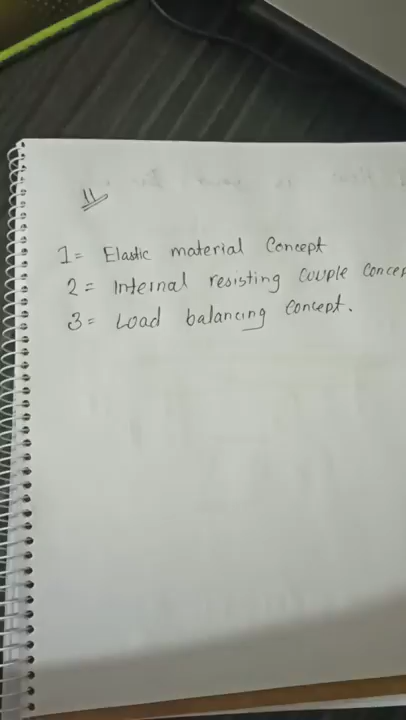 11
1= Elastic material Concept
2= Internal resisting couple concep
3= Load balancing concept.